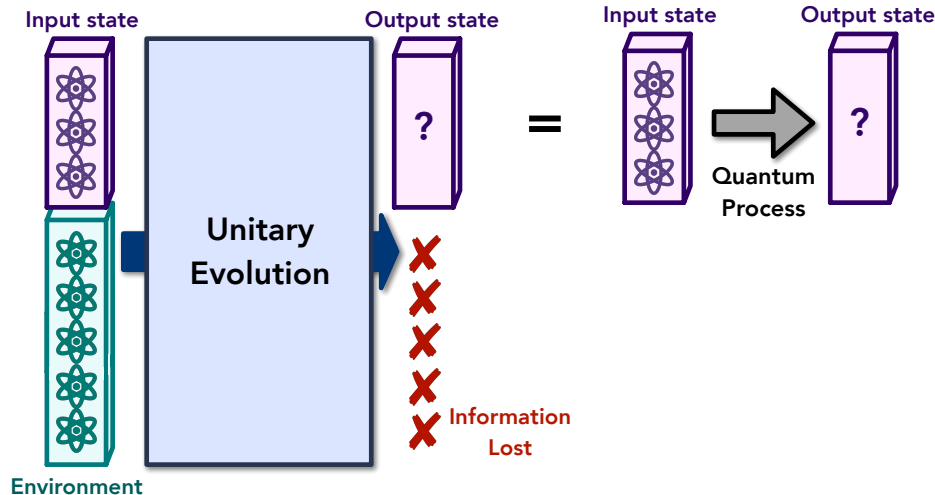 Input state
Output state
Input state
Output state
?
=
?
Quantum
Process
Unitary
Evolution
Information
Lost
Environment